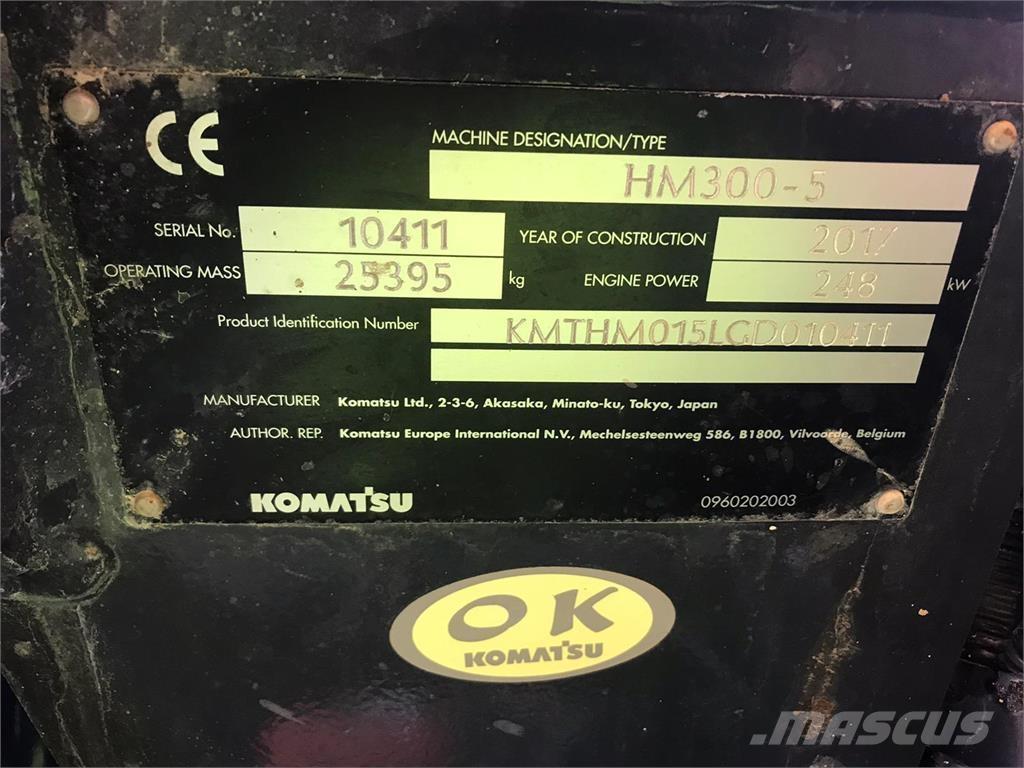 CE
MACHINE DESIGNATION/TYPE
HM300-5
SERIAL No. 10411 YEAR OF CONSTRUCTION 2017
OPERATING MASS 25395 kg ENGINE POWER 248 kW
Product Identification Number KMTHM015LGD010411
MANUFACTURER Komatsu Ltd., 2-3-6, Akasaka, Minato-ku, Tokyo, Japan
AUTHOR. REP. Komatsu Europe International N.V., Mechelsesteenweg 586, B1800, Vilvoorde, Belgium
KOMATSU 0960202003
OK
KOMATSU
MASCUS